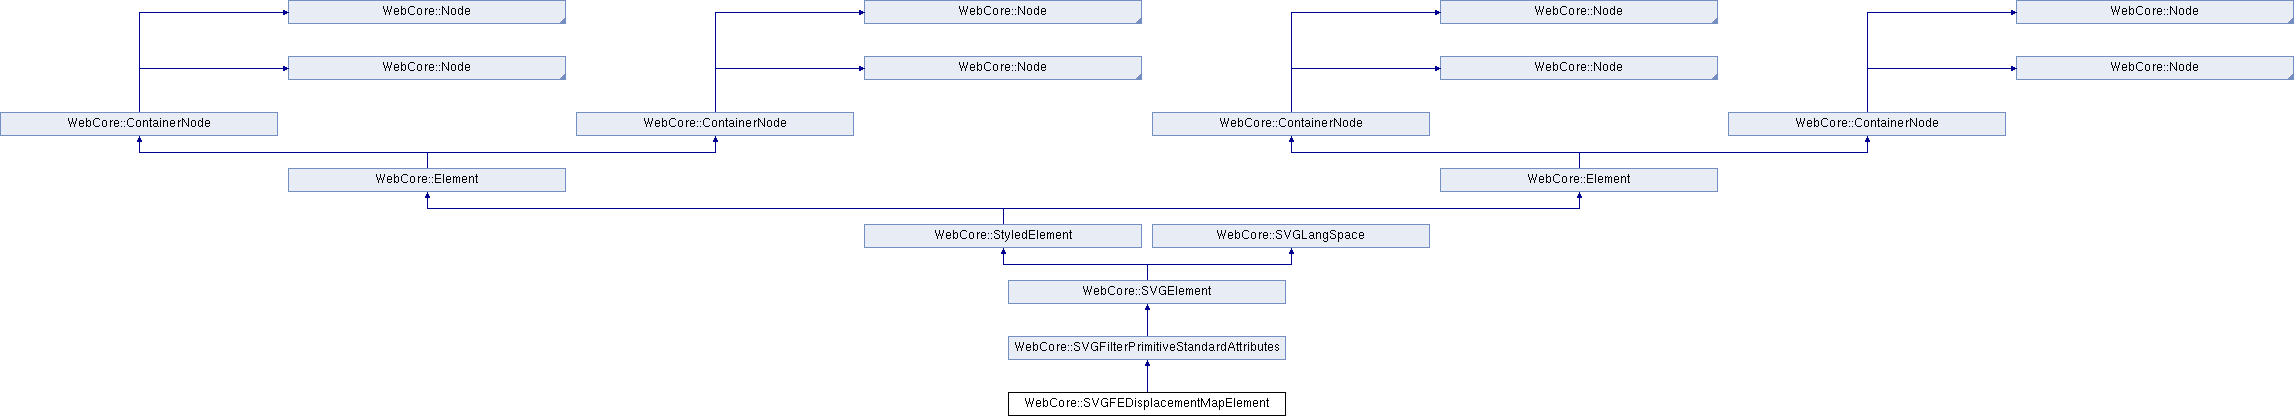 WebCore::Node
WebCore::Node
WebCore::Node
WebCore::Node
WebCore::Node
WebCore::Node
WebCore::Node
WebCore::Node
WebCore::ContainerNode
WebCore::ContainerNode
WebCore::ContainerNode
WebCore::ContainerNode
WebCore::Element
WebCore::Element
WebCore::StyledElement
WebCore::SVGLangSpace
WebCore::SVGElement
WebCore::SVGFilterPrimitiveStandardAttributes
WebCore::SVGFEDisplacementMapElement